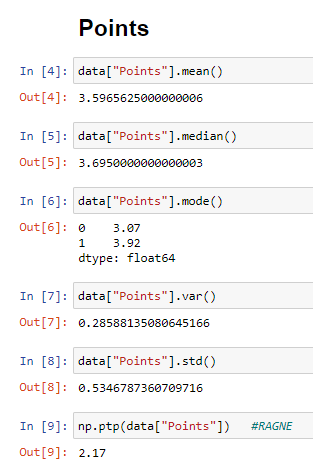 Points
In [4]: data["Points"].mean()
Out[4]: 3.5965625000000006
In [5]: data["Points"].median()
Out[5]: 3.6950000000000003
In [6]: data["Points"].mode()
Out[6]: 0    3.07
1    3.92
dtype: float64
In [7]: data["Points"].var()
Out[7]: 0.28588135080645166
In [8]: data["Points"].std()
Out[8]: 0.5346787360709716
In [9]: np.ptp(data["Points"])   #RAGNE
Out[9]: 2.17